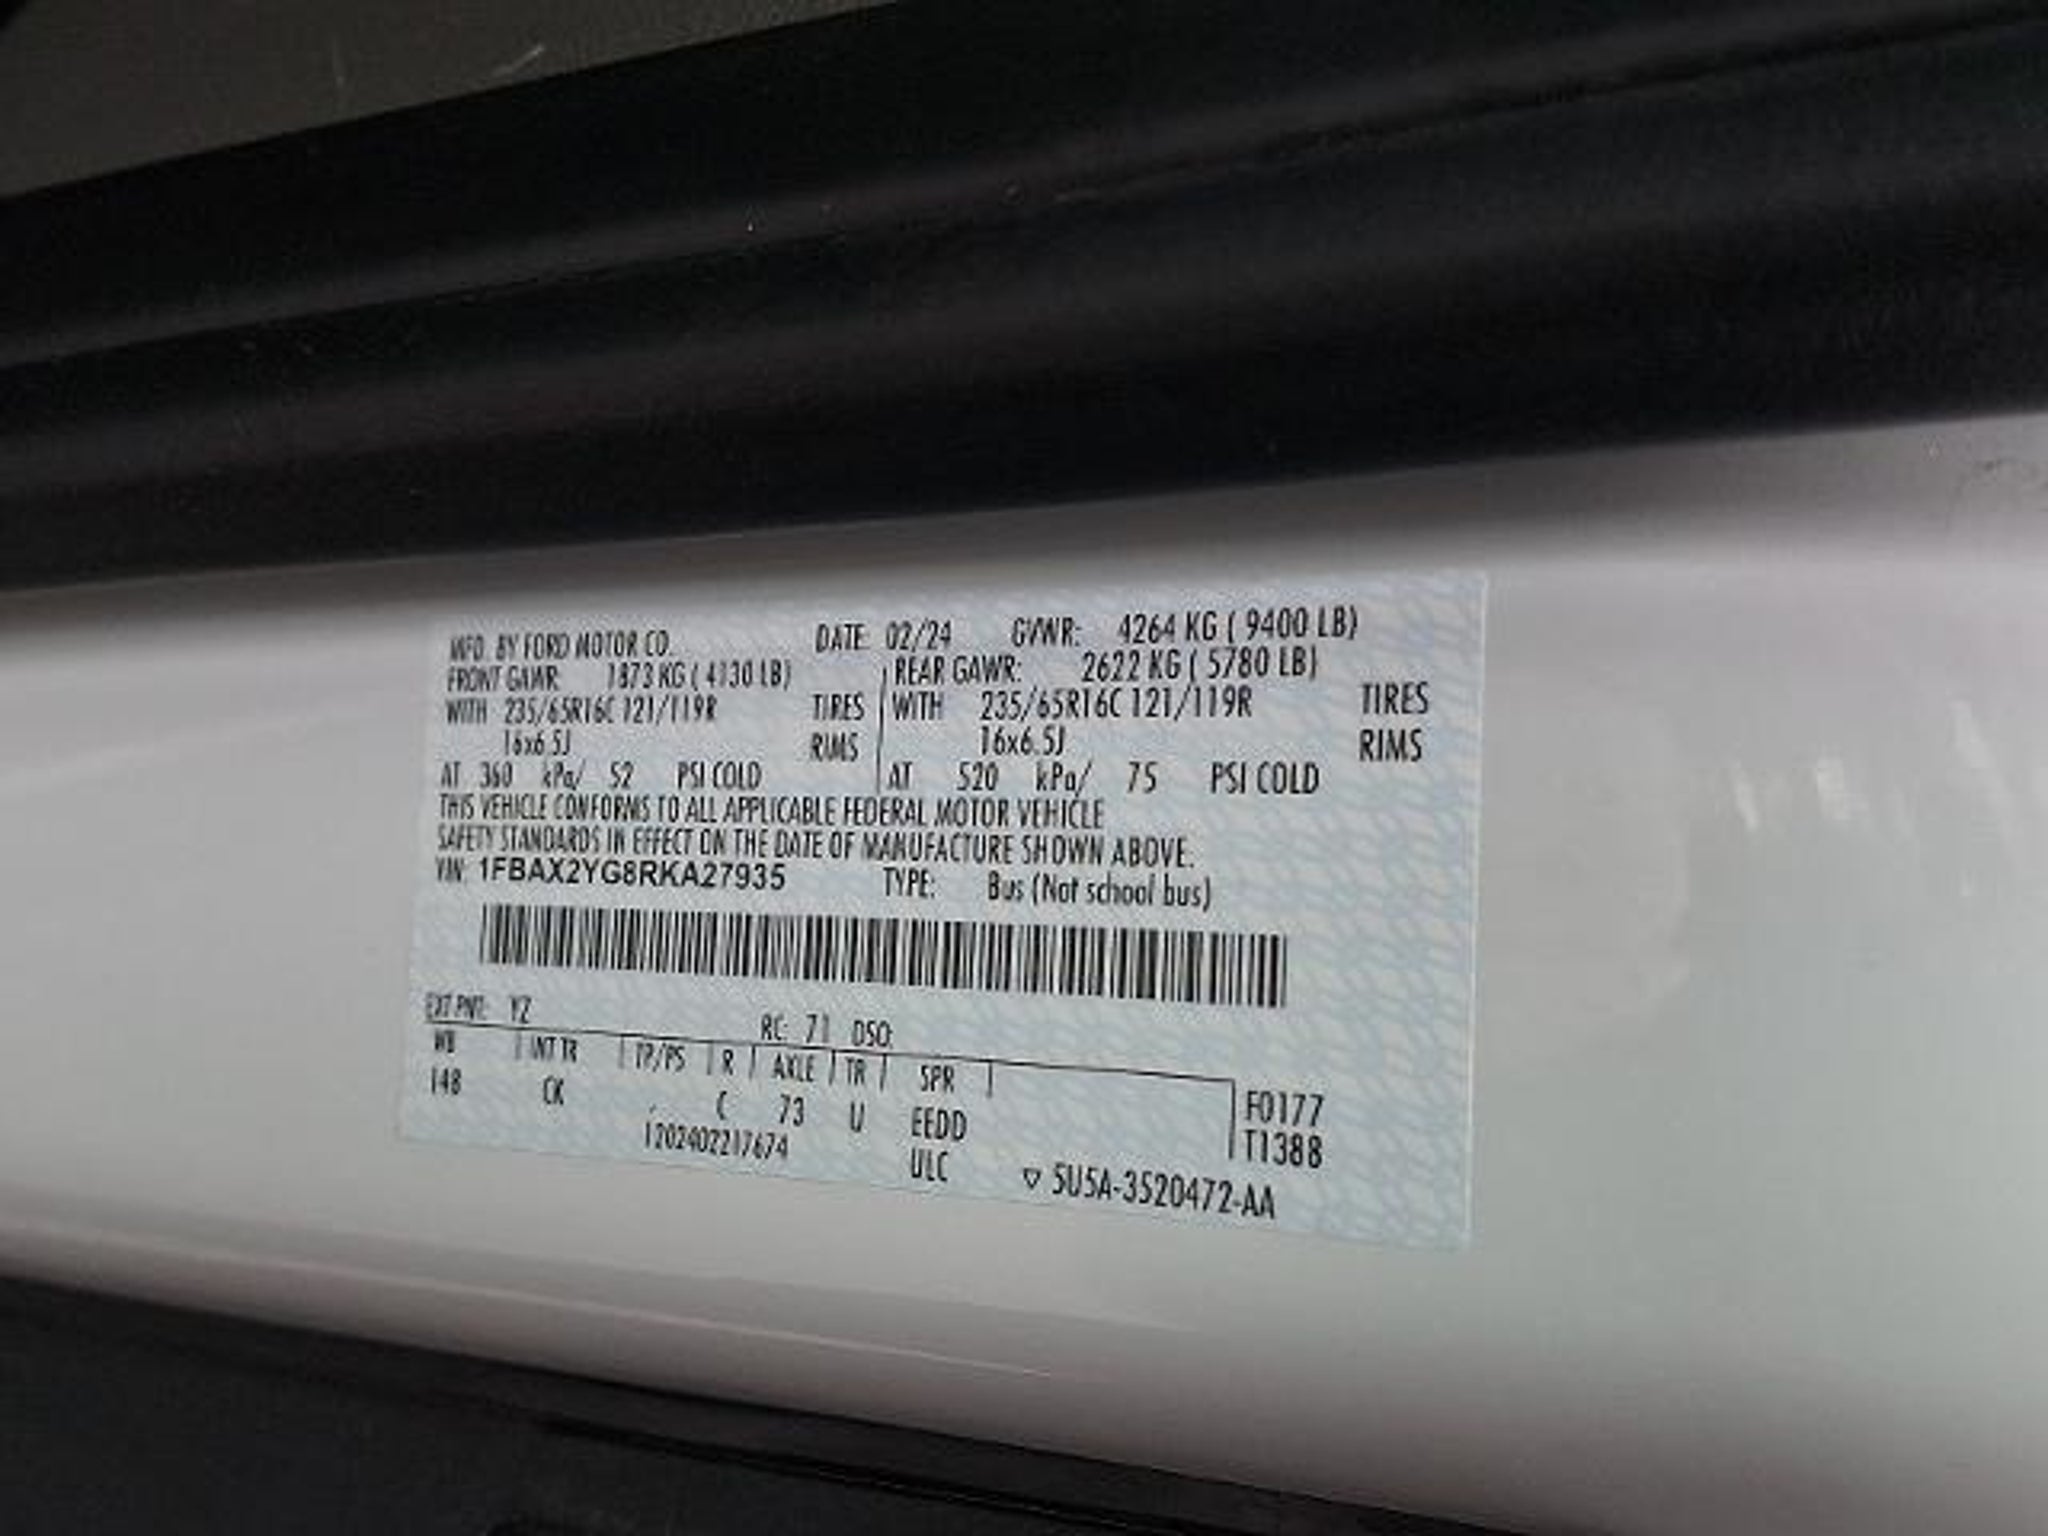 MFD. BY FORD MOTOR CO. DATE: 02/24 GVWR: 4264 KG ( 9400 LB)
FRONT GAWR: 1873 KG ( 4130 LB) REAR GAWR: 2622 KG ( 5780 LB)
WITH 235/65R16C 121/119R TIRES WITH 235/65R16C 121/119R TIRES
16x6.5J RIMS 16x6.5J RIMS
AT 360 kPa/ 52 PSI COLD AT 520 kPa/ 75 PSI COLD
THIS VEHICLE CONFORMS TO ALL APPLICABLE FEDERAL MOTOR VEHICLE
SAFETY STANDARDS IN EFFECT ON THE DATE OF MANUFACTURE SHOWN ABOVE.
VIN: 1FBAX2YG8RKA27935 TYPE: Bus (Not school bus)
EXT PNT: YZ RC: 71 DSO:
WB INT TR TP/PS R AXLE TR SPR
148 CK C 73 U EEDD F0177
1202402217674 ULC T1388
▽ 5U5A-3520472-AA